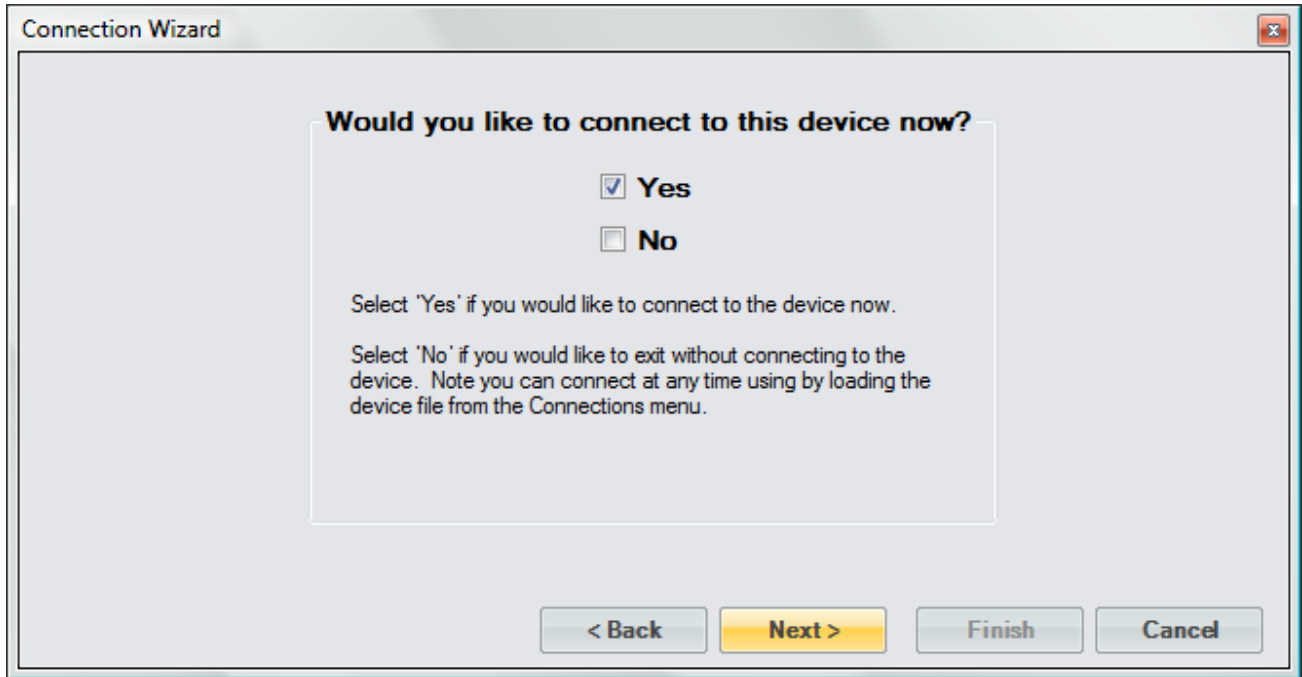 Connection Wizard
Would you like to connect to this device now?
Yes
No
Select 'Yes' if you would like to connect to the device now.
Select 'No' if you would like to exit without connecting to the
device.  Note you can connect at any time using by loading the
device file from the Connections menu.
< Back
Next >
Finish
Cancel